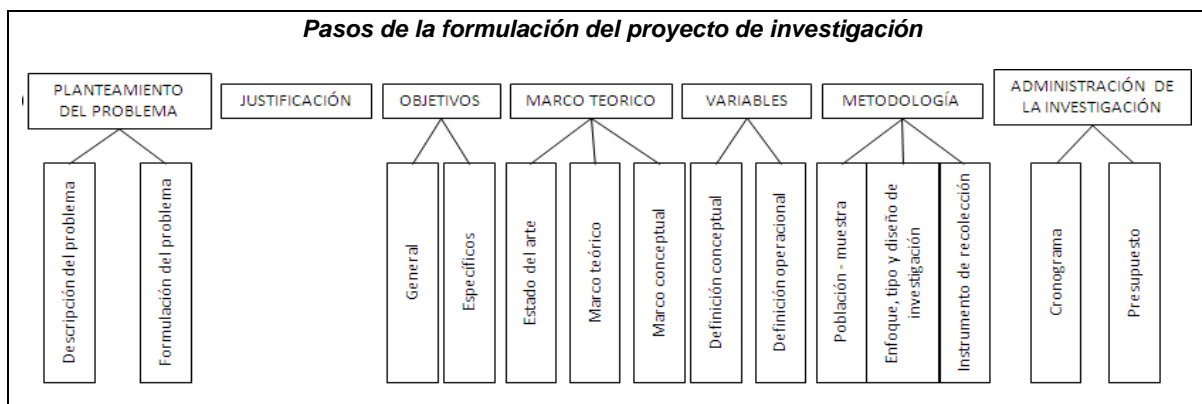 Pasos de la formulación del proyecto de investigación
PLANTEAMIENTO
DEL PROBLEMA
JUSTIFICACIÓN
OBJETIVOS
MARCO TEORICO
VARIABLES
METODOLOGÍA
ADMINISTRACIÓN DE
LA INVESTIGACIÓN
Descripción del problema
Formulación del problema
General
Específicos
Estado del arte
Marco teórico
Marco conceptual
Definición conceptual
Definición operacional
Población - muestra
Enfoque, tipo y diseño de
investigación
Instrumento de recolección
Cronograma
Presupuesto